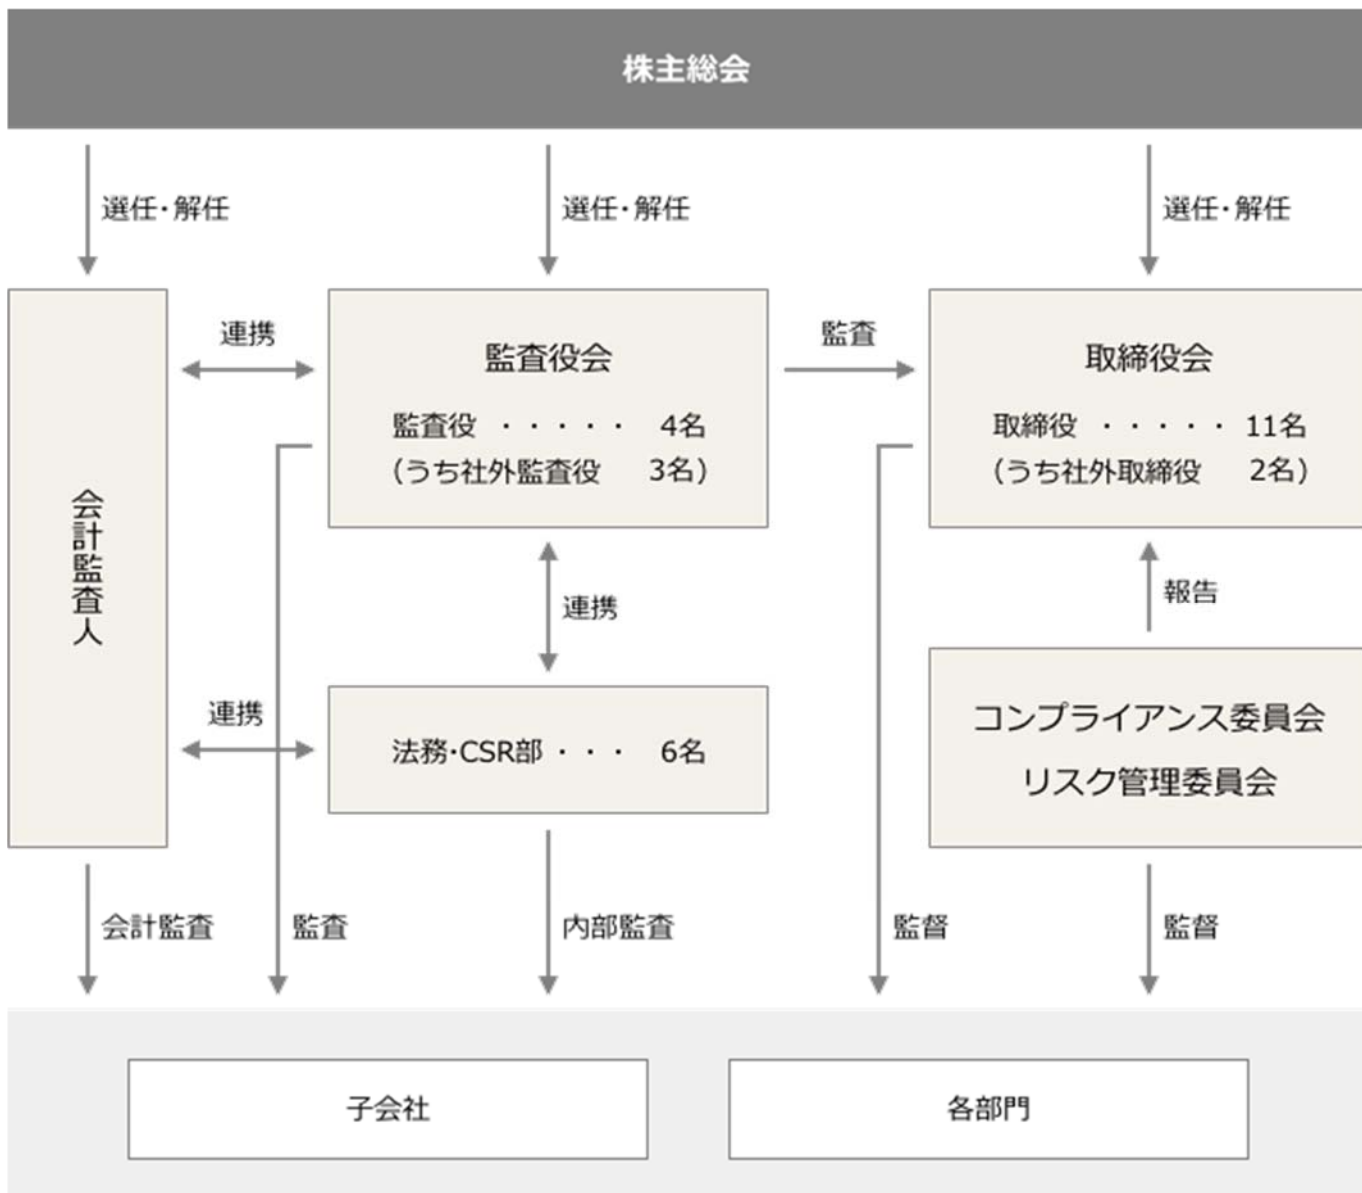 株主総会
選任・解任
選任・解任
選任・解任
会計監査人
連携
監査役会
監査役 ・・・・・ 4名
（うち社外監査役 3名）
監査
取締役会
取締役 ・・・・・ 11名
（うち社外取締役 2名）
連携
報告
連携
法務・CSR部 ・・・ 6名
コンプライアンス委員会
リスク管理委員会
会計監査
監査
内部監査
監督
監督
子会社
各部門